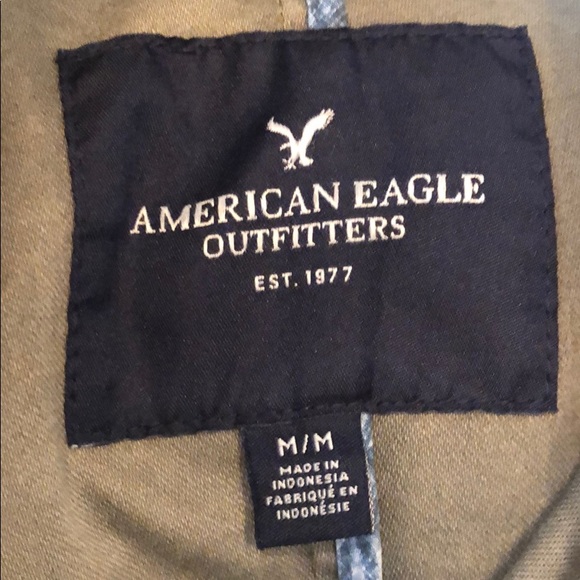 AMERICAN EAGLE
OUTFITTERS
EST. 1977
M/M
MADE IN
INDONESIA
FABRIQUÉ EN
INDONÉSIE